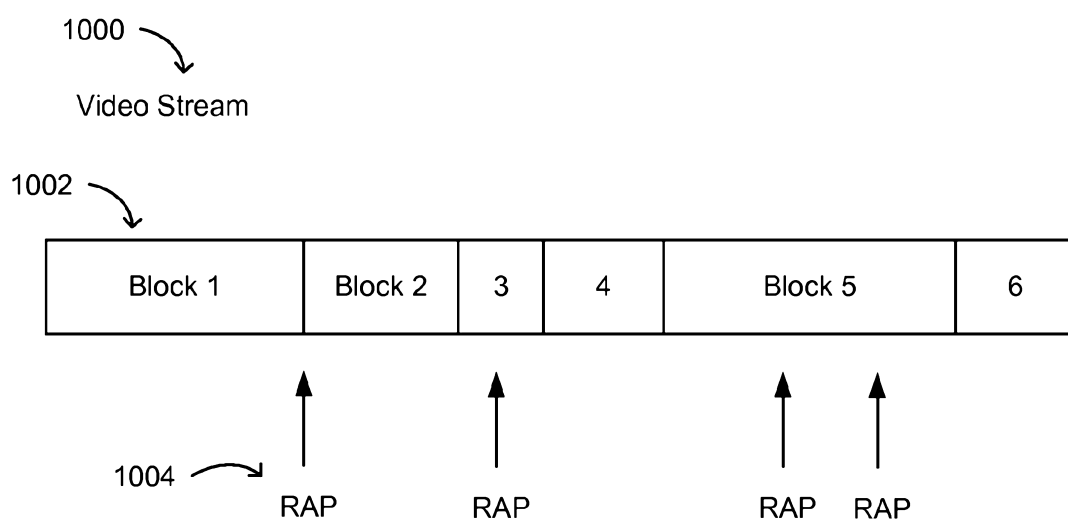 1000
Video Stream
1002
Block 1 Block 2 3 4 Block 5 6
1004
RAP RAP RAP RAP